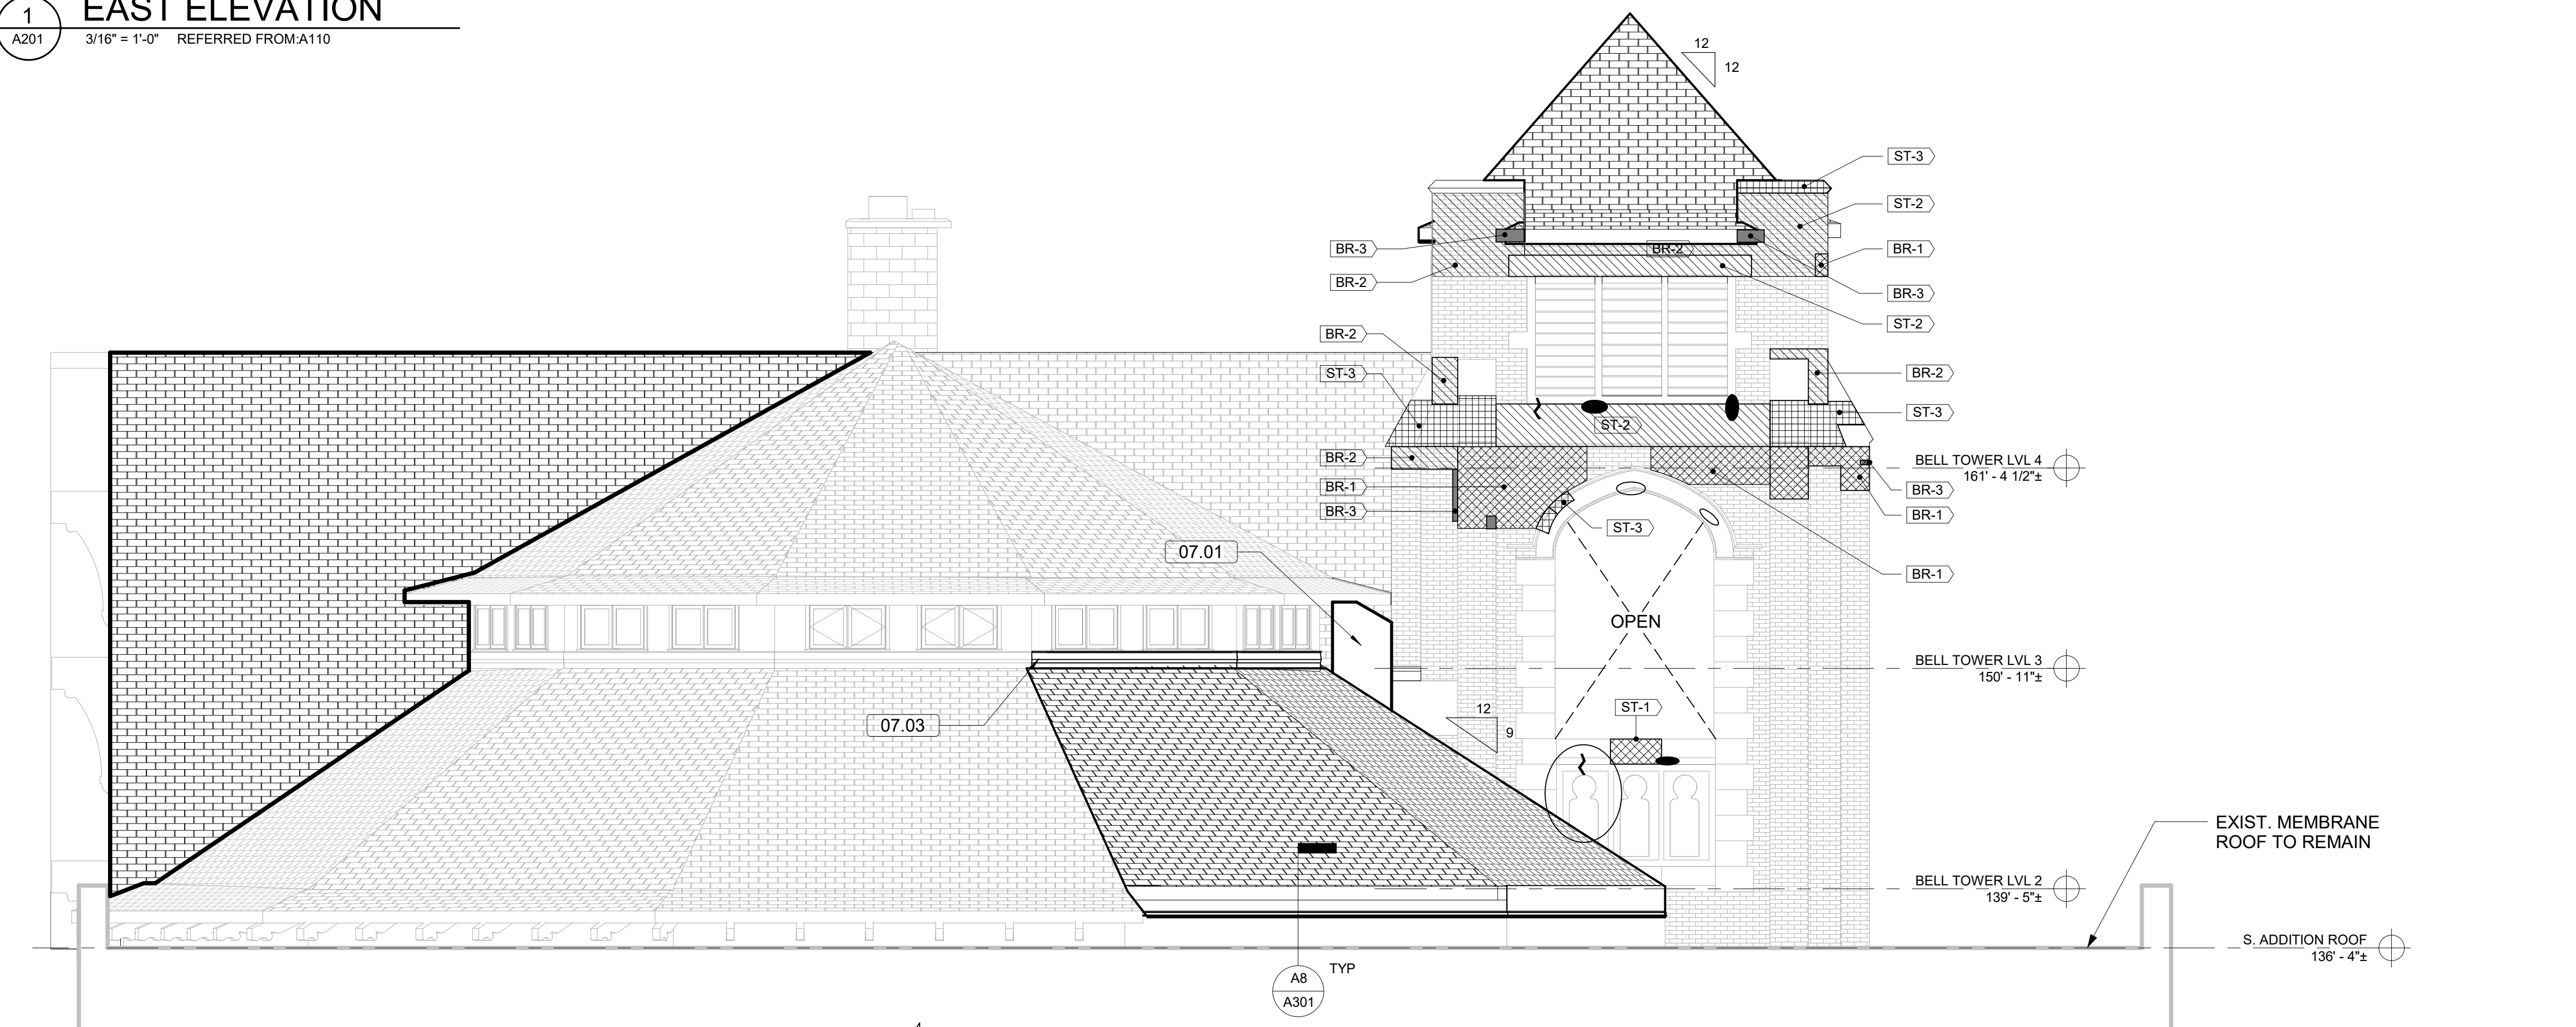 1
A201
EAST ELEVATION
3/16" = 1'-0" REFERRED FROM:A110
12
12
ST-3
ST-2
BR-3
BR-2
BR-1
BR-2
BR-3
ST-2
BR-2
ST-3
BR-2
ST-3
ST-2
BR-2
BR-1
BR-3
BELL TOWER LVL 4
161' - 4 1/2"±
BR-3
BR-1
ST-3
07.01
BR-1
OPEN
BELL TOWER LVL 3
150' - 11"±
07.03
12
9
ST-1
EXIST. MEMBRANE
ROOF TO REMAIN
BELL TOWER LVL 2
139' - 5"±
S. ADDITION ROOF
136' - 4"±
A8
A301
TYP